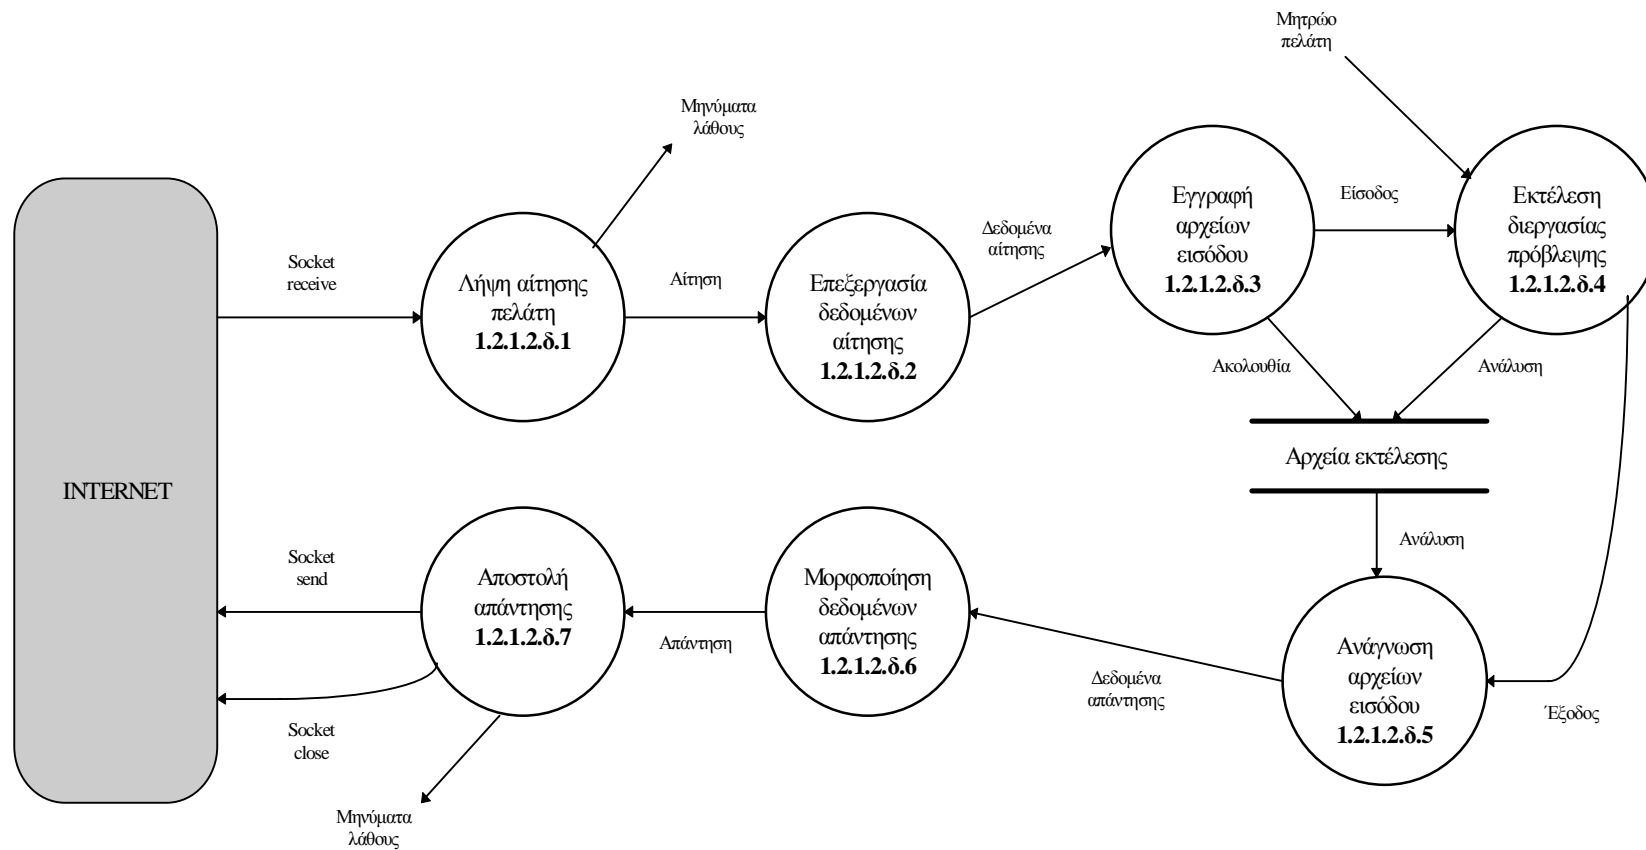 Μητρώο
πελάτη
Μηνύματα
λάθους
Εγγραφή
αρχείων
εισόδου
1.2.1.2.δ.3
Είσοδος
Εκτέλεση
διεργασίας
πρόβλεψης
1.2.1.2.δ.4
Socket
receive
Λήψη αίτησης
πελάτη
1.2.1.2.δ.1
Αίτηση
Επεξεργασία
δεδομένων
αίτησης
1.2.1.2.δ.2
Δεδομένα
αίτησης
Ακολουθία
Ανάλυση
Αρχεία εκτέλεσης
INTERNET
Socket
send
Αποστολή
απάντησης
1.2.1.2.δ.7
Απάντηση
Μορφοποίηση
δεδομένων
απάντησης
1.2.1.2.δ.6
Ανάλυση
Δεδομένα
απάντησης
Ανάγνωση
αρχείων
εισόδου
1.2.1.2.δ.5
Έξοδος
Socket
close
Μηνύματα
λάθους